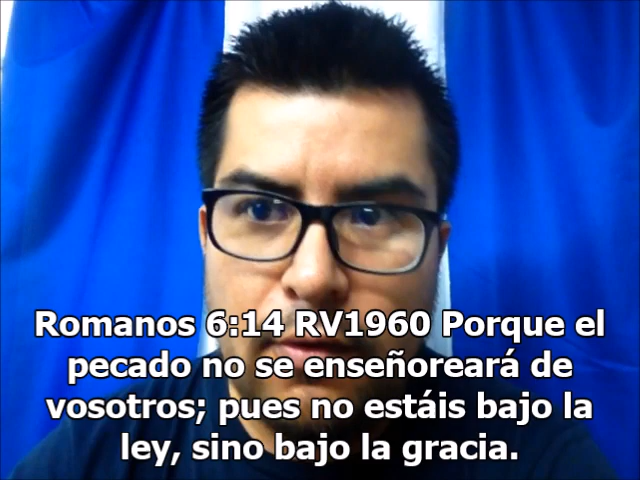 Romanos 6:14 RV1960 Porque el
pecado no se enseñoreará de
vosotros; pues no estáis bajo la
ley, sino bajo la gracia.